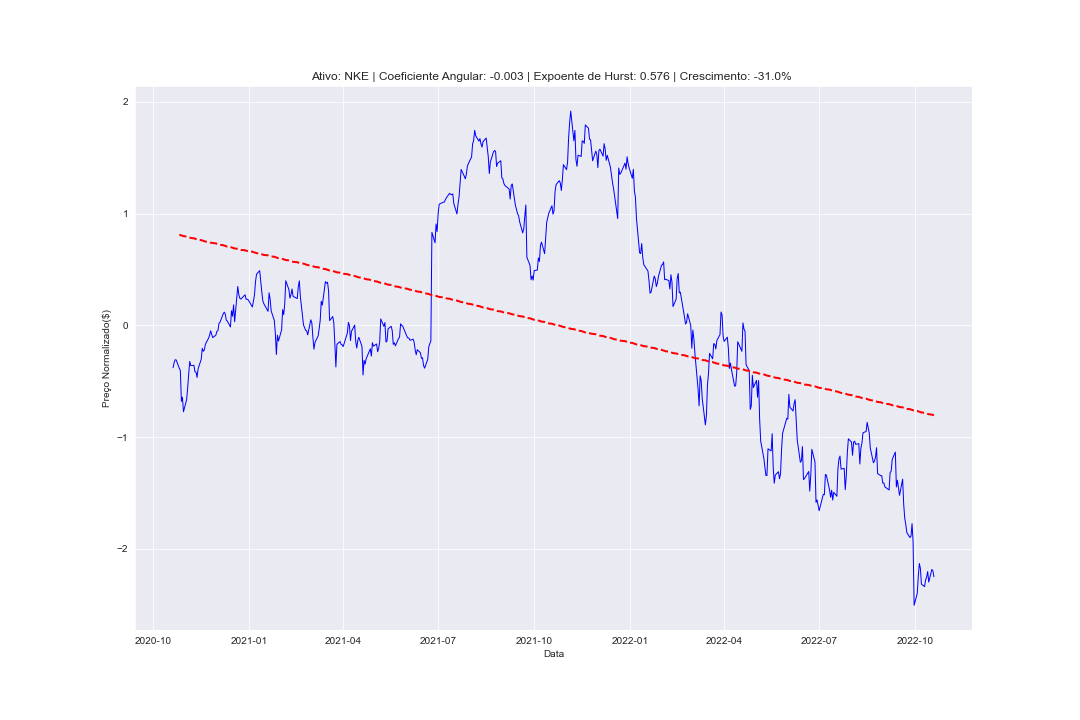 Ativo: NKE | Coeficiente Angular: -0.003 | Expoente de Hurst: 0.576 | Crescimento: -31.0%
2
1
0
−1
−2
Preço Normalizado($)
2020-10 2021-01 2021-04 2021-07 2021-10 2022-01 2022-04 2022-07 2022-10
Data